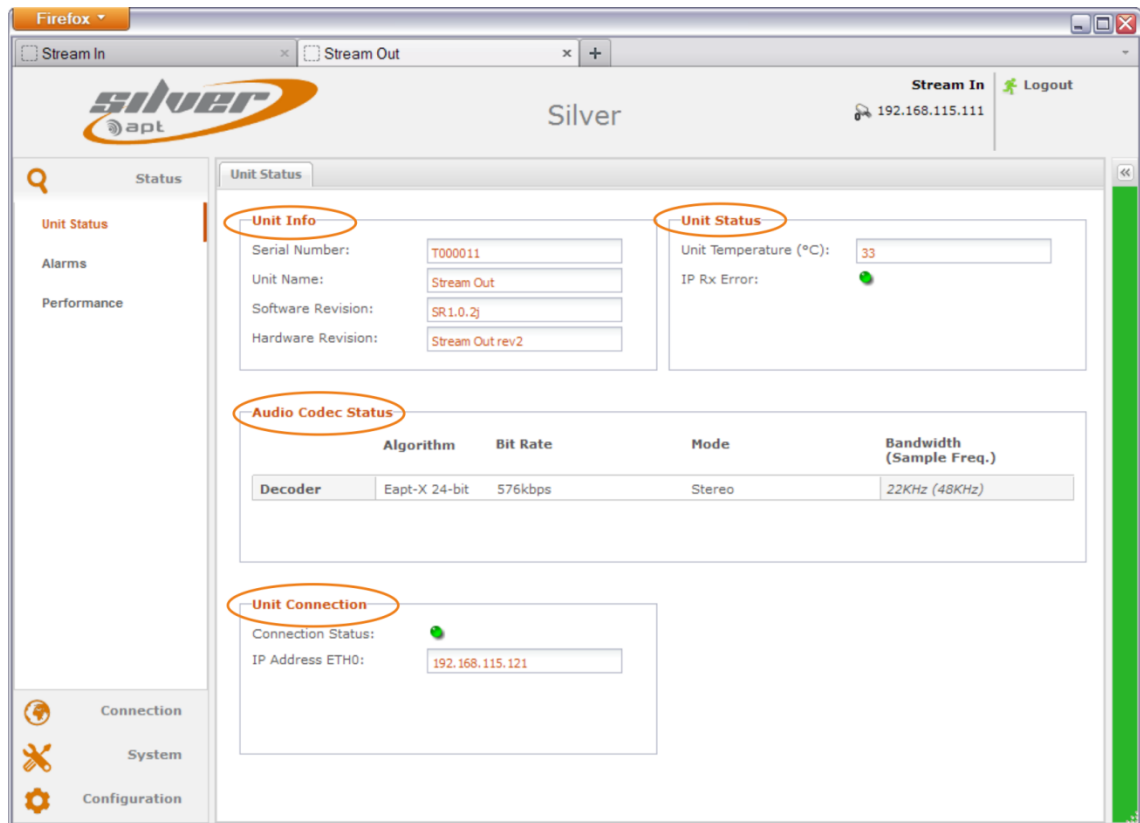 Firefox
Stream In
Stream Out
silver
apt
Silver
Stream In
192.168.115.111
Logout
Status
Unit Status
Alarms
Performance
Unit Status
Unit Info
Serial Number: T000011
Unit Name: Stream Out
Software Revision: SR1.0.2j
Hardware Revision: Stream Out rev2
Unit Status
Unit Temperature (°C): 33
IP Rx Error:
Audio Codec Status
Algorithm Bit Rate Mode Bandwidth
(Sample Freq.)
Decoder Eapt-X 24-bit 576kbps Stereo 22KHz (48KHz)
Unit Connection
Connection Status:
IP Address ETH0: 192.168.115.121
Connection
System
Configuration